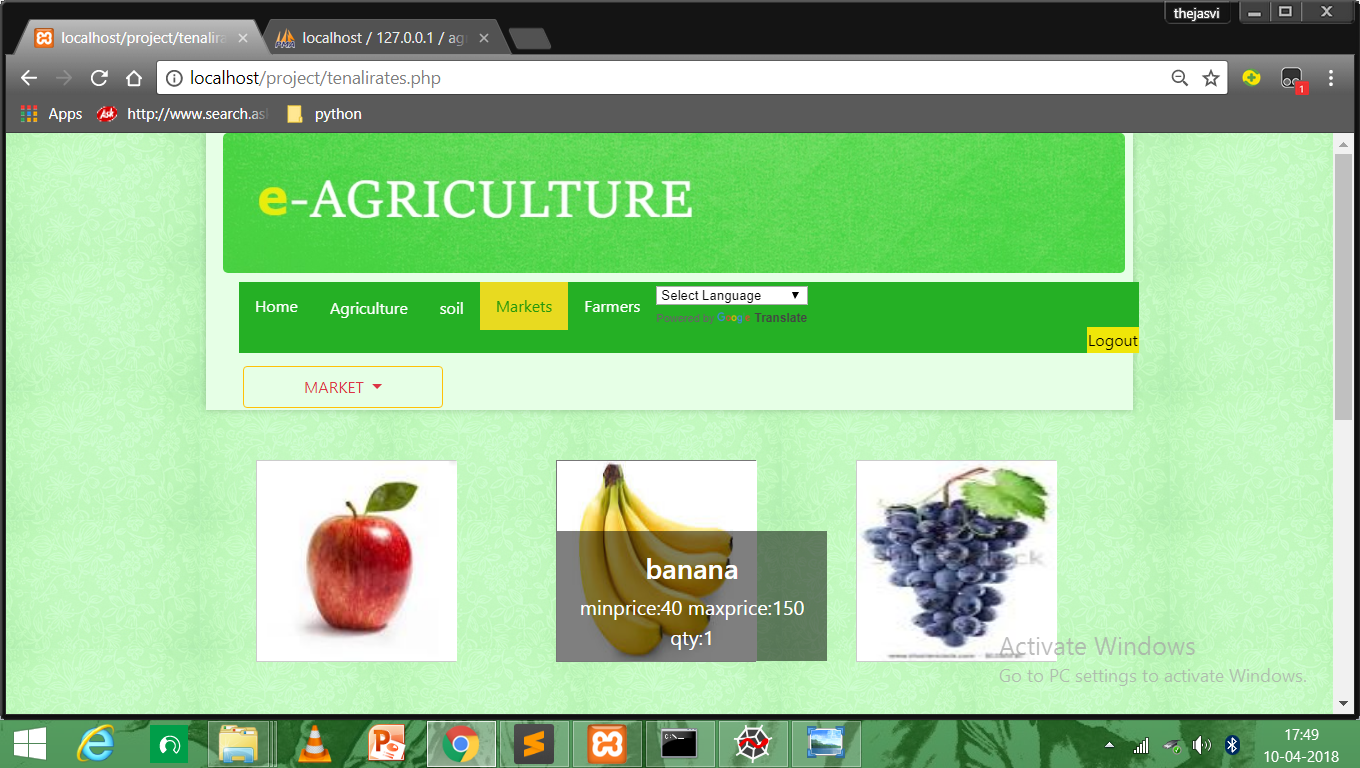 thejasvi
localhost/project/tenalira
localhost / 127.0.0.1 / ag
localhost/project/tenalirates.php
1
Apps
Ask
http://www.search.as
python
e-AGRICULTURE
Home
Agriculture
soil
Markets
Farmers
Select Language
Powered by Google Translate
Logout
MARKET
banana
minprice:40 maxprice:150
qty:1
Activate Windows
Go to PC settings to activate Windows.
17:49
10-04-2018